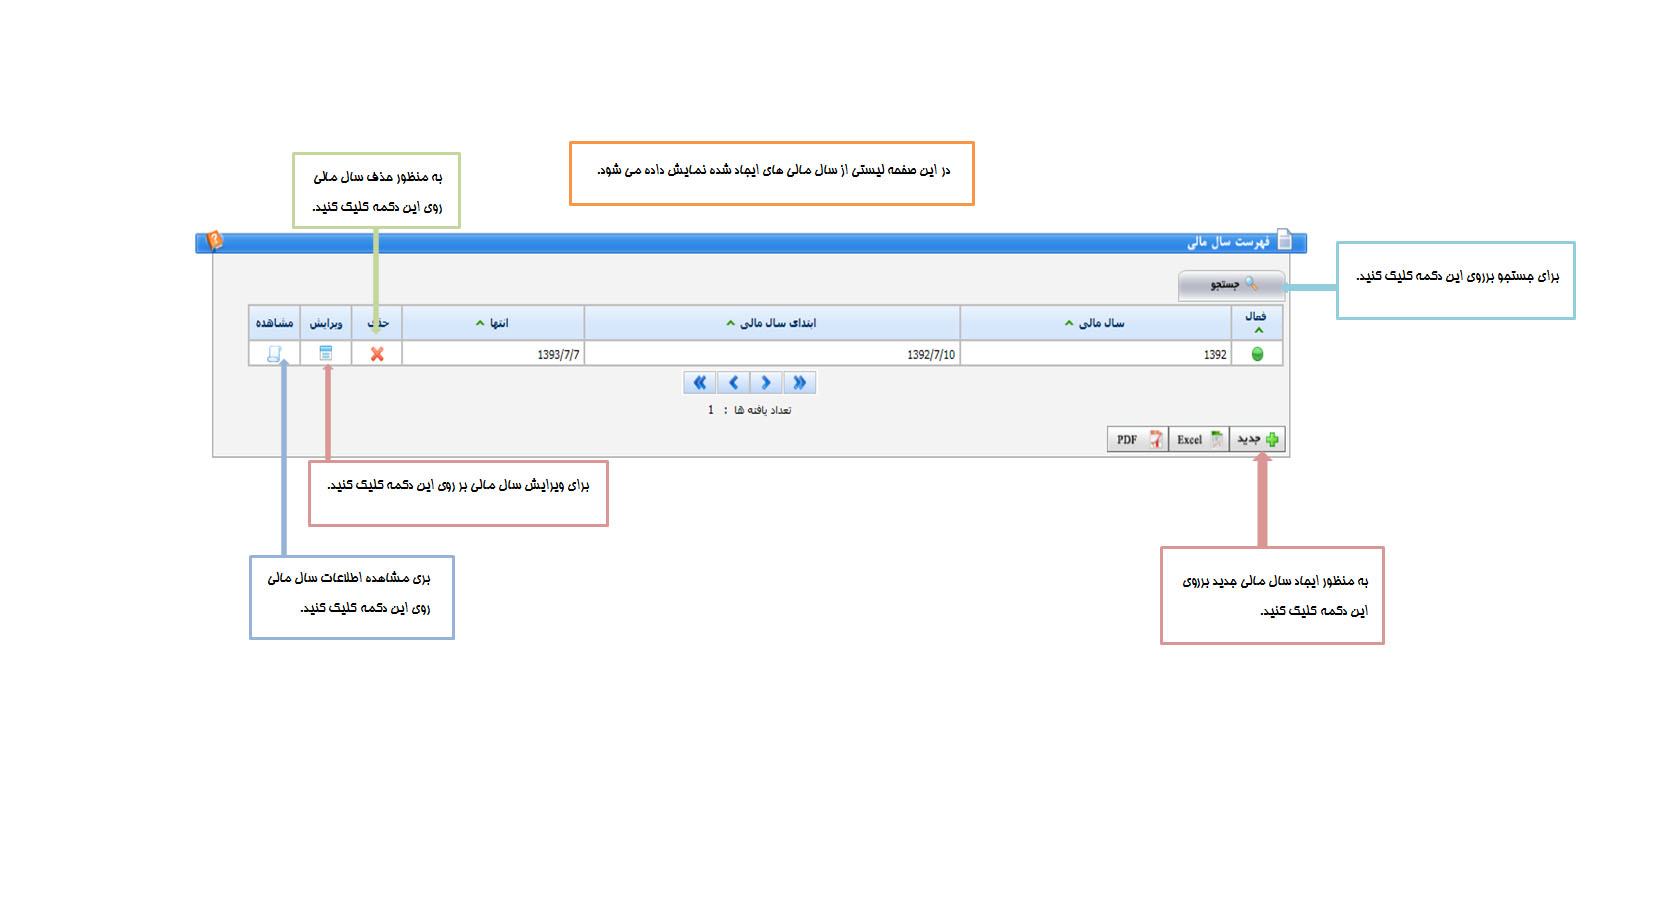 در این صفحه لیستی از سال مالی های ایجاد شده نمایش داده می شود.
به منظور حذف سال مالی
روی این دکمه کلیک کنید.
فهرست سال مالی
برای جستجو برروی این دکمه کلیک کنید.
جستجو
فعال
سال مالی
ابتدای سال مالی
انتها
حذف
ویرایش
مشاهده
1392
1392/7/10
1393/7/7
تعداد یافته ها : 1
جدید
Excel
PDF
برای ویرایش سال مالی بر روی این دکمه کلیک کنید.
به منظور ایجاد سال مالی جدید برروی
این دکمه کلیک کنید.
بری مشاهده اطلاعات سال مالی
روی این دکمه کلیک کنید.